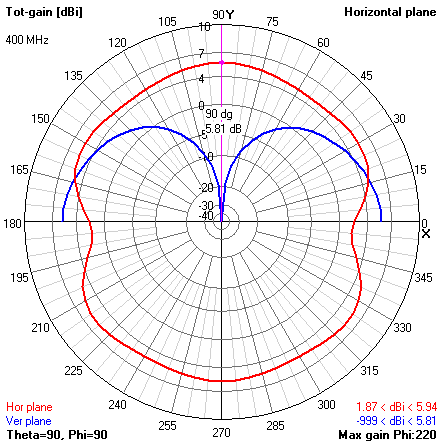 Tot-gain [dBi]
Horizontal plane
400 MHz
90 Y
105
75
120
60
135
45
150
30
165
15
180
0
X
195
345
210
330
225
315
240
300
255
285
270
10
7
4
0
90 dg
5.81 dB
-5
-10
-20
-30
-40
Hor plane
1.87 < dBi < 5.94
Ver plane
-999 < dBi < 5.81
Theta=90, Phi=90
Max gain Phi:220